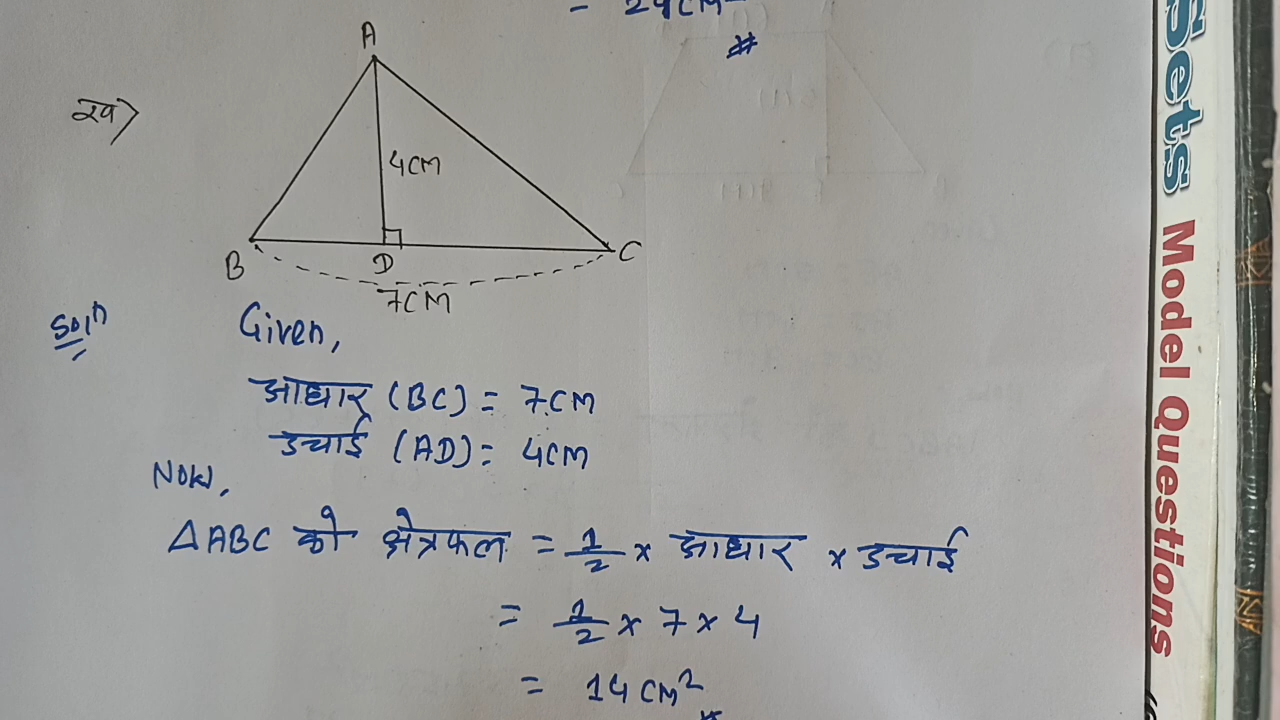 = 24CM²
#
A
ख)
4CM
B
D
C
7CM
Solⁿ,
Given,
आधार (BC) = 7CM
उचाई (AD) = 4CM
Now,
△ABC को क्षेत्रफल = 1/2 × आधार × उचाई
= 1/2 × 7 × 4
= 14 CM²
Sets Model Questions